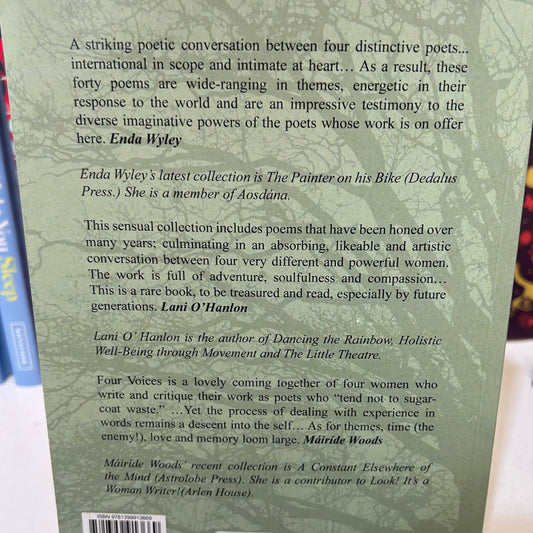 A striking poetic conversation between four distinctive poets...
international in scope and intimate at heart… As a result, these
forty poems are wide-ranging in themes, energetic in their
response to the world and are an impressive testimony to the
diverse imaginative powers of the poets whose work is on offer
here. Enda Wyley
Enda Wyley's latest collection is The Painter on his Bike (Dedalus
Press.) She is a member of Aosdána.
This sensual collection includes poems that have been honed over
many years; culminating in an absorbing, likeable and artistic
conversation between four very different and powerful women.
The work is full of adventure, soulfulness and compassion…
This is a rare book, to be treasured and read, especially by future
generations. Lani O'Hanlon
Lani O' Hanlon is the author of Dancing the Rainbow, Holistic
Well-Being through Movement and The Little Theatre.
Four Voices is a lovely coming together of four women who
write and critique their work as poets who “tend not to sugar-
coat waste.” …Yet the process of dealing with experience in
words remains a descent into the self… As for themes, time (the
enemy!), love and memory loom large. Máiríde Woods
Máiríde Woods' recent collection is A Constant Elsewhere of
the Mind (Astrolobe Press). She is a contributor to Look! It's a
Woman Writer!(Arlen House).
ISBN 9781399913669
You Sleep